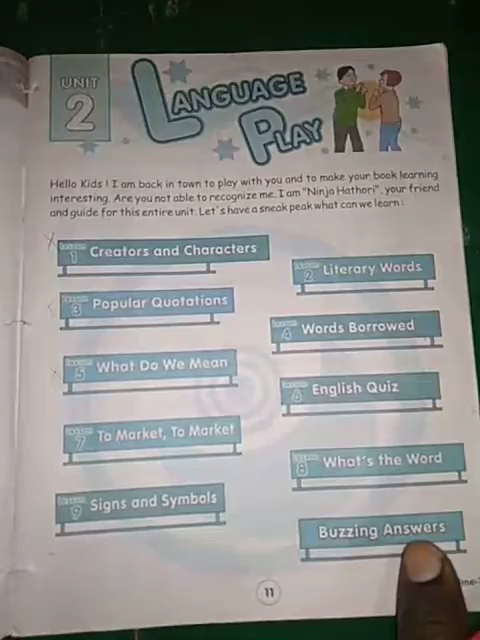 UNIT
2
LANGUAGE
PLAY
Hello Kids! I am back in town to play with you and to make your book learning
interesting. Are you not able to recognize me. I am "Ninja Hathori", your friend
and guide for this entire unit. Let's have a sneak peak what can we learn:
1 Creators and Characters
2 Literary Words
3 Popular Quotations
4 Words Borrowed
5 What Do We Mean
6 English Quiz
7 To Market, To Market
8 What's the Word
9 Signs and Symbols
Buzzing Answers
11